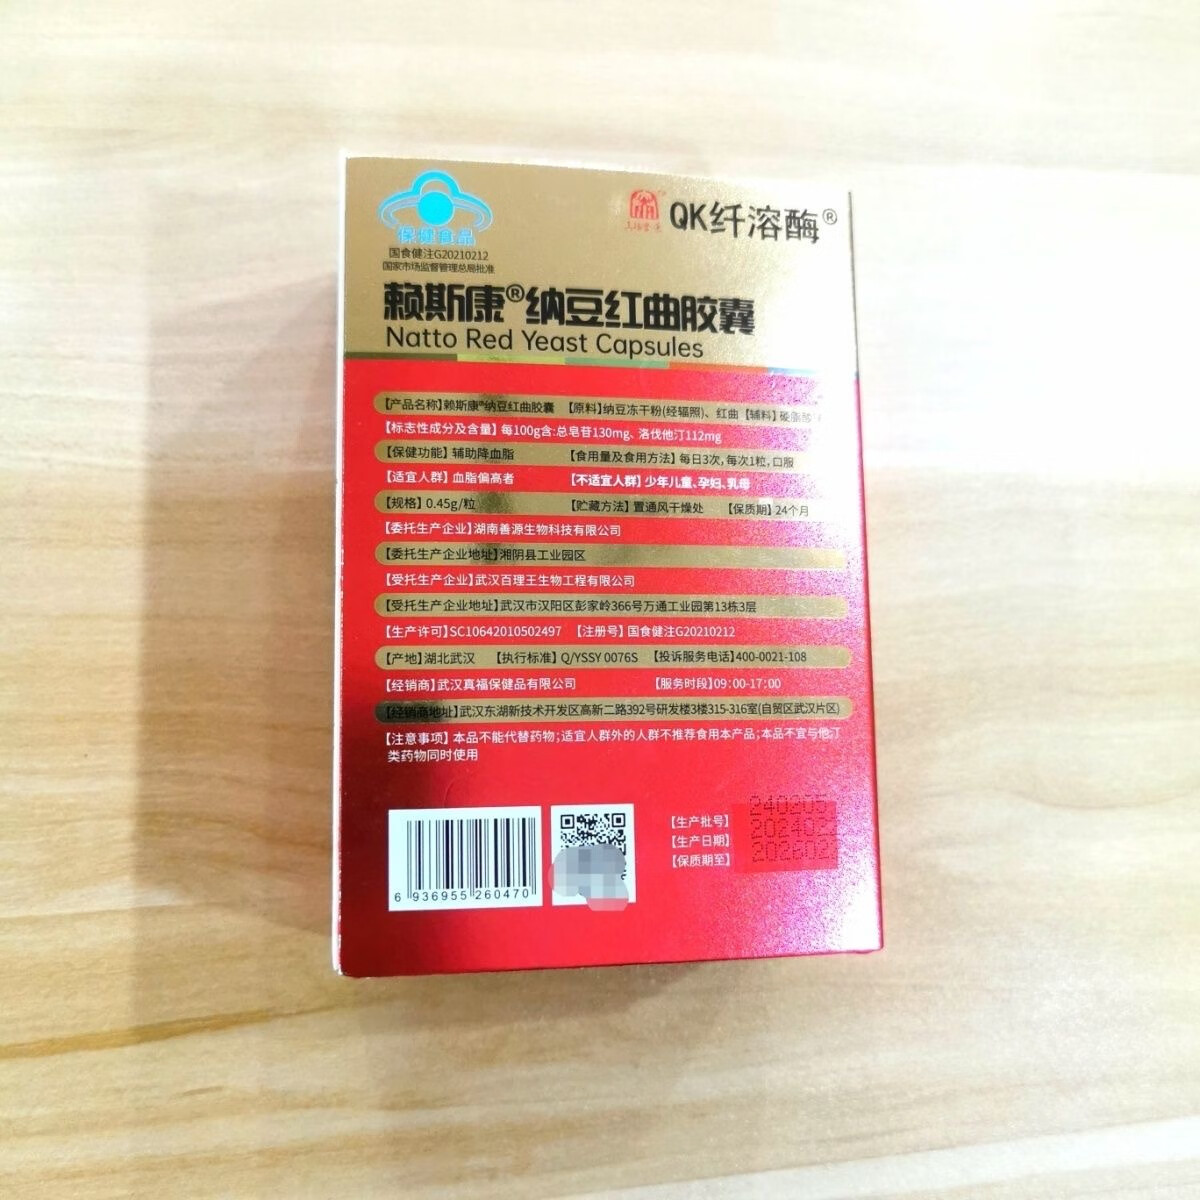 保健食品
国食健注G20210212
国家市场监督管理总局批准
QK纤溶酶®
赖斯康®纳豆红曲胶囊
Natto Red Yeast Capsules
【产品名称】赖斯康®纳豆红曲胶囊 【原料】纳豆冻干粉(经辐照)、红曲【辅料】硬脂酸
【标志性成分及含量】每100g含:总皂苷130mg、洛伐他汀112mg
【保健功能】辅助降血脂 【食用量及食用方法】每日3次,每次1粒,口服
【适宜人群】血脂偏高者 【不适宜人群】少年儿童、孕妇、乳母
【规格】0.45g/粒 【贮藏方法】置通风干燥处 【保质期】24个月
【委托生产企业】湖南善源生物科技有限公司
【委托生产企业地址】湘阴县工业园区
【受托生产企业】武汉百理王生物工程有限公司
【受托生产企业地址】武汉市汉阳区彭家岭366号万通工业园第13栋3层
【生产许可】SC10642010502497 【注册号】国食健注G20210212
【产地】湖北武汉 【执行标准】Q/YSSY 0076S 【投诉服务电话】400-0021-108
【经销商】武汉真福保健品有限公司 【服务时段】09:00-17:00
【经销商地址】武汉东湖新技术开发区高新二路392号研发楼3楼315-316室(自贸区武汉片区)
【注意事项】本品不能代替药物;适宜人群外的人群不推荐食用本产品;本品不宜与他汀
类药物同时使用
【生产批号】240205
【生产日期】202402
【保质期至】202602
6 936955 260470